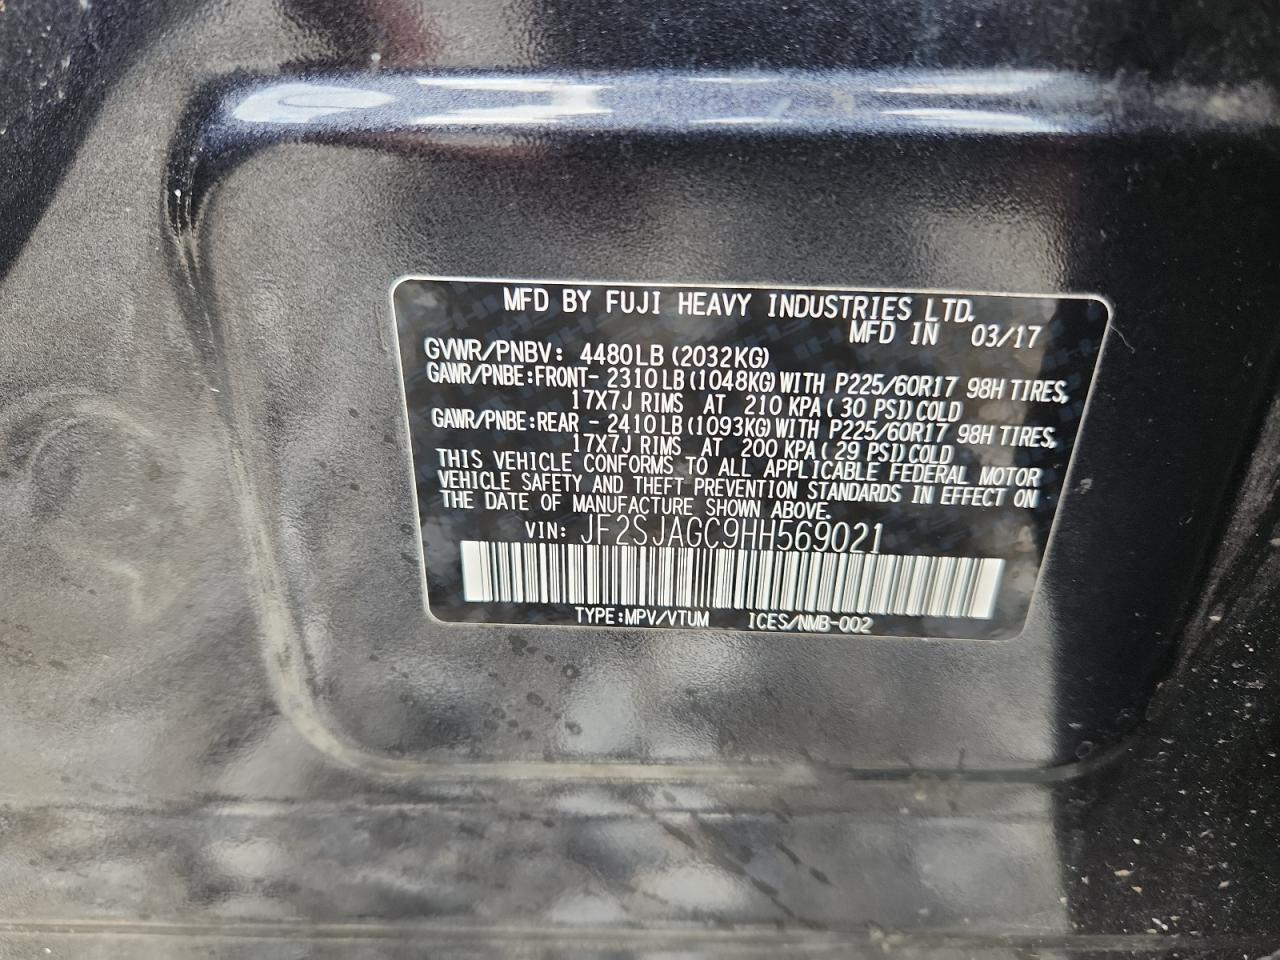 MFD BY FUJI HEAVY INDUSTRIES LTD.
MFD IN 03/17
GVWR/PNBV: 4480LB(2032KG)
GAWR/PNBE:FRONT- 2310LB(1048KG)WITH P225/60R17 98H TIRES,
17X7J RIMS AT 210 KPA(30 PSI)COLD
GAWR/PNBE:REAR - 2410LB(1093KG)WITH P225/60R17 98H TIRES,
17X7J RIMS AT 200 KPA(29 PSI)COLD
THIS VEHICLE CONFORMS TO ALL APPLICABLE FEDERAL MOTOR
VEHICLE SAFETY AND THEFT PREVENTION STANDARDS IN EFFECT ON
THE DATE OF MANUFACTURE SHOWN ABOVE.
VIN: JF2SJAGC9HH569021
TYPE:MPV/VTUM ICES/NMB-002